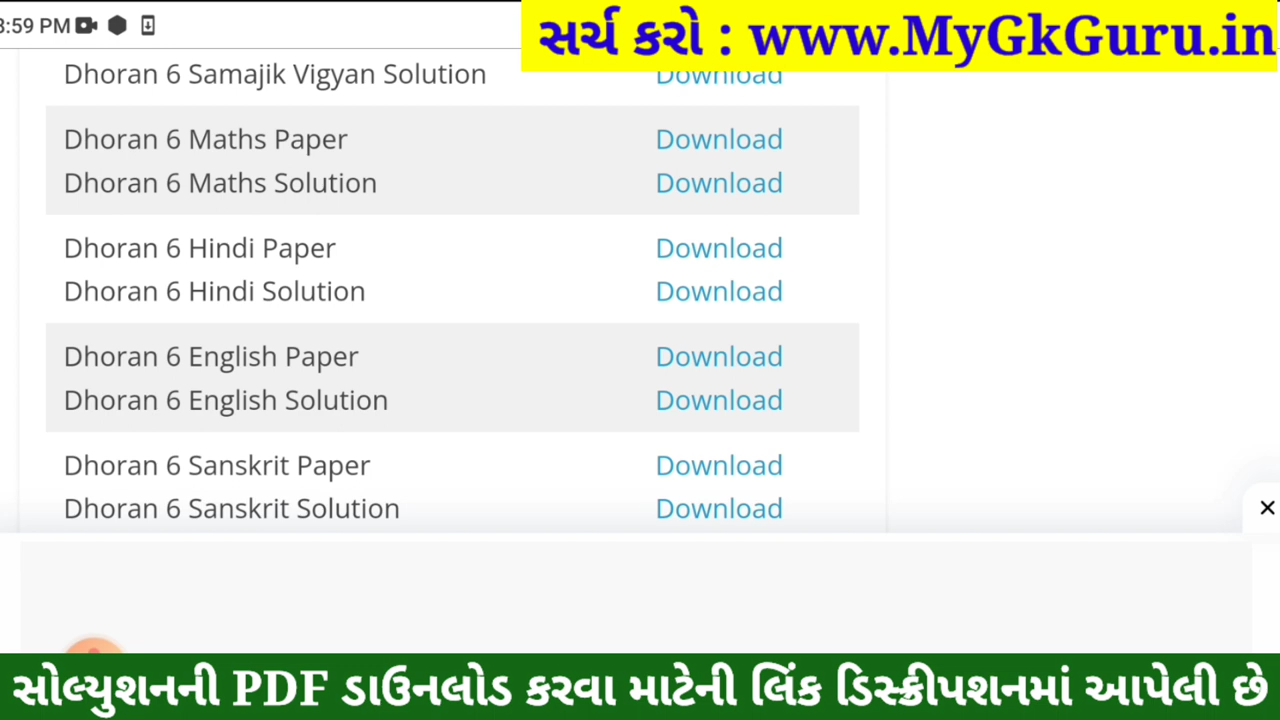 3:59 PM
સર્ચ કરો : www.MyGkGuru.in
Dhoran 6 Samajik Vigyan Solution Download
Dhoran 6 Maths Paper Download
Dhoran 6 Maths Solution Download
Dhoran 6 Hindi Paper Download
Dhoran 6 Hindi Solution Download
Dhoran 6 English Paper Download
Dhoran 6 English Solution Download
Dhoran 6 Sanskrit Paper Download
Dhoran 6 Sanskrit Solution Download
સોલ્યુશનની PDF ડાઉનલોડ કરવા માટેની લિંક ડિસ્ક્રીપશનમાં આપેલી છે